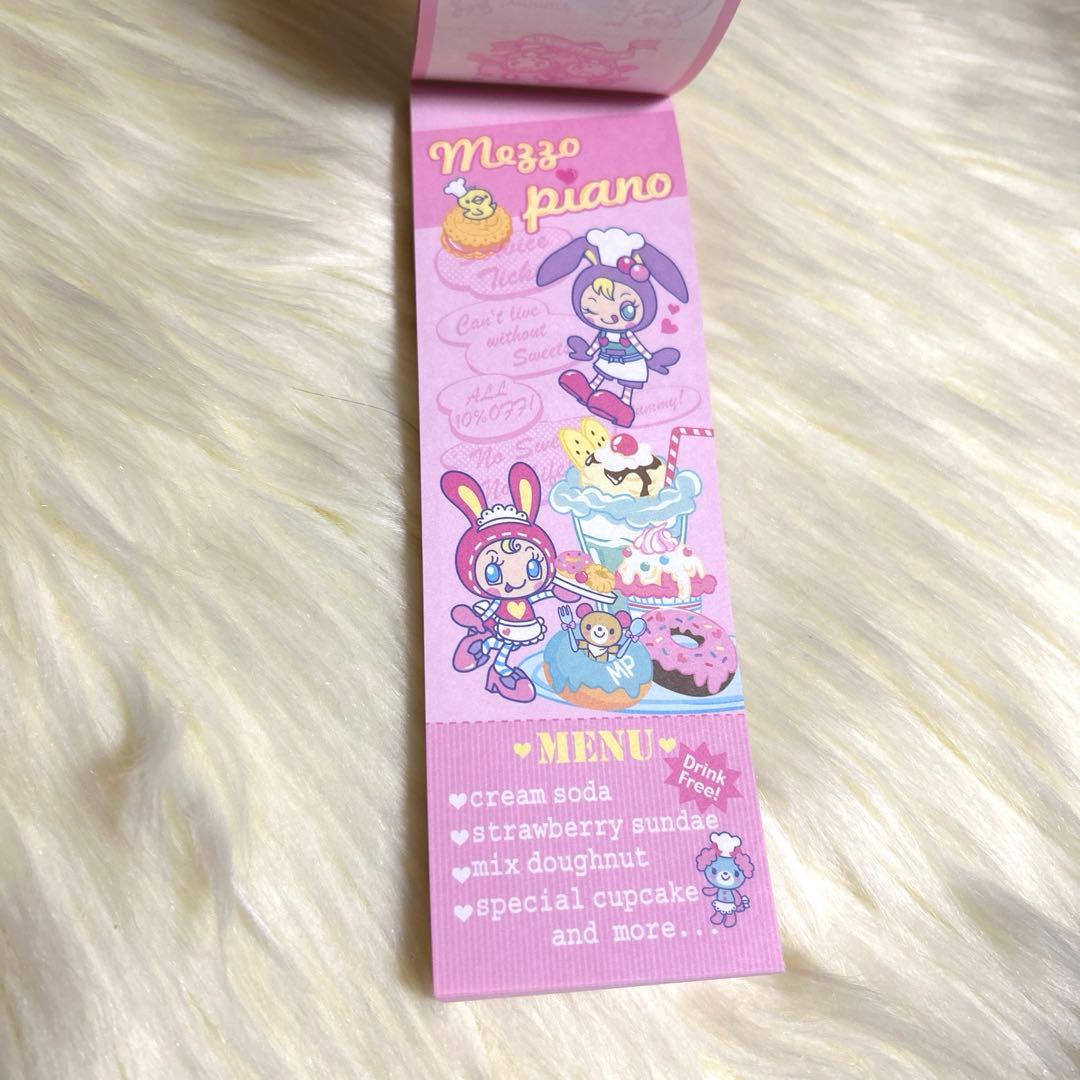 Mezzo
piano
Can't live
without
Sweets
ALL
10%OFF!
MP
MENU
Drink
Free!
cream soda
strawberry sundae
mix doughnut
special cupcake
and more...